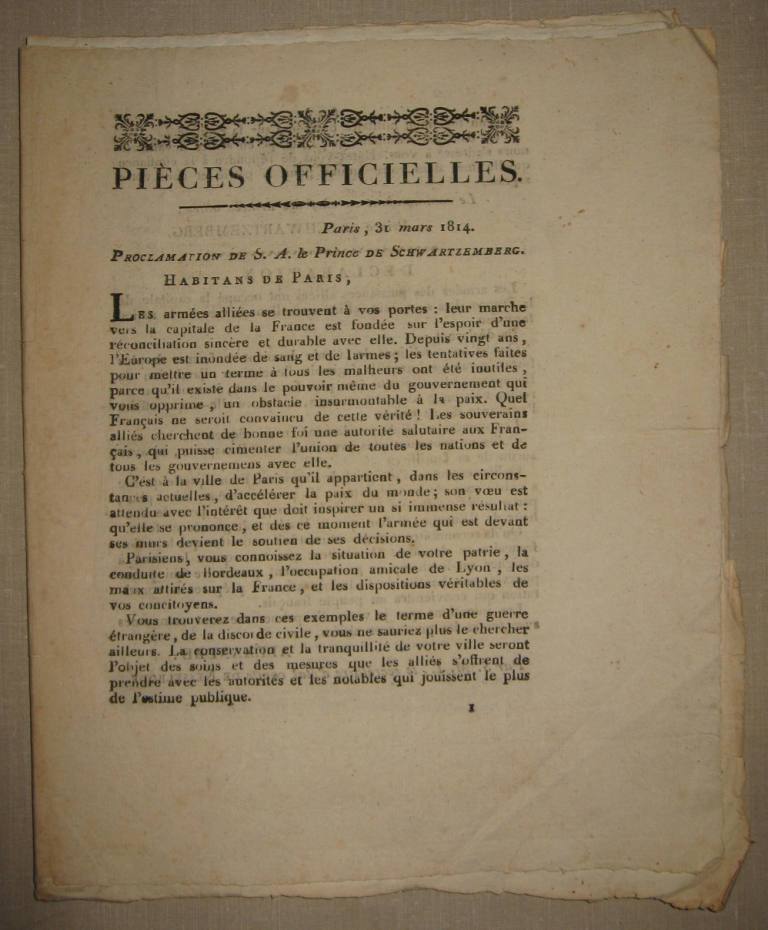 PIÈCES OFFICIELLES.
Paris, 31 mars 1814.
PROCLAMATION DE S. A. le Prince DE SCHWARTZEMBERG.
HABITANS DE PARIS,
LES armées alliées se trouvent à vos portes : leur marche
vers la capitale de la France est fondée sur l'espoir d'une
réconciliation sincère et durable avec elle. Depuis vingt ans,
l'Europe est inondée de sang et de larmes ; les tentatives faites
pour mettre un terme à tous les malheurs ont été inutiles,
parce qu'il existe dans le pouvoir même du gouvernement qui
vous opprime, un obstacle insurmontable à la paix. Quel
Français ne seroit convaincu de cette vérité ! Les souverains
alliés cherchent de bonne foi une autorité salutaire aux Fran-
çais, qui puisse cimenter l'union de toutes les nations et de
tous les gouvernemens avec elle.
C'est à la ville de Paris qu'il appartient, dans les circons-
tances actuelles, d'accélérer la paix du monde; son vœu est
attendu avec l'intérêt que doit inspirer un si immense résultat :
qu'elle se prononce, et dès ce moment l'armée qui est devant
ses murs devient le soutien de ses décisions.
Parisiens, vous connoissez la situation de votre patrie, la
conduite de Bordeaux, l'occupation amicale de Lyon, les
maux attirés sur la France, et les dispositions véritables de
vos concitoyens.
Vous trouverez dans ces exemples le terme d'une guerre
étrangère, de la discorde civile, vous ne sauriez plus le chercher
ailleurs. La conservation et la tranquillité de votre ville seront
l'objet des soins et des mesures que les alliés s'offrent de
prendre avec les autorités et les notables qui jouissent le plus
de l'estime publique.
1